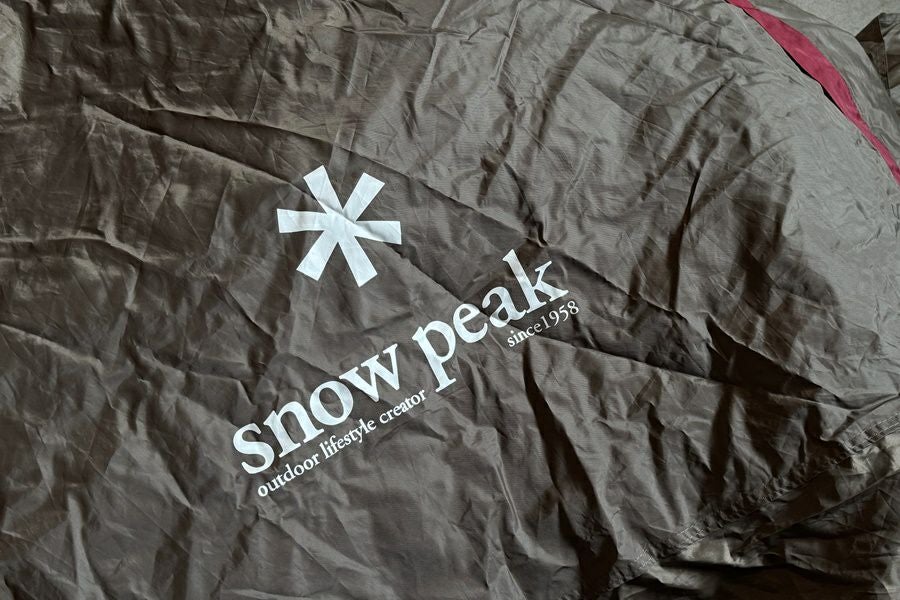 snow peak
outdoor lifestyle creator
since1958